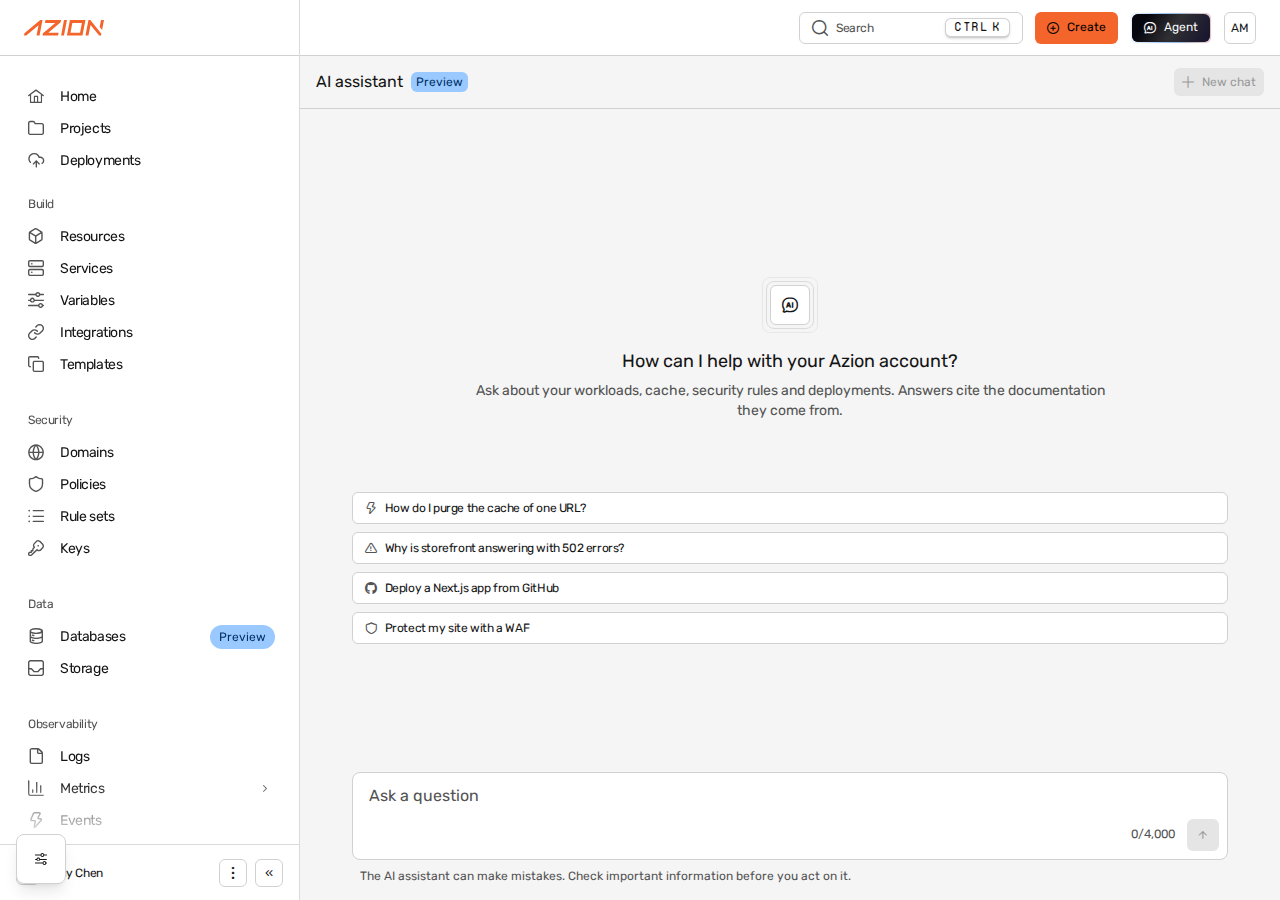 AZION
Search
CTRL K
Create
AI
Agent
AM
Home
Projects
Deployments
Build
Resources
Services
Variables
Integrations
Templates
Security
Domains
Policies
Rule sets
Keys
Data
Databases
Preview
Storage
Observability
Logs
Metrics
Events
y Chen
AI assistant
Preview
New chat
AI
How can I help with your Azion account?
Ask about your workloads, cache, security rules and deployments. Answers cite the documentation
they come from.
How do I purge the cache of one URL?
Why is storefront answering with 502 errors?
Deploy a Next.js app from GitHub
Protect my site with a WAF
Ask a question
0/4,000
The AI assistant can make mistakes. Check important information before you act on it.